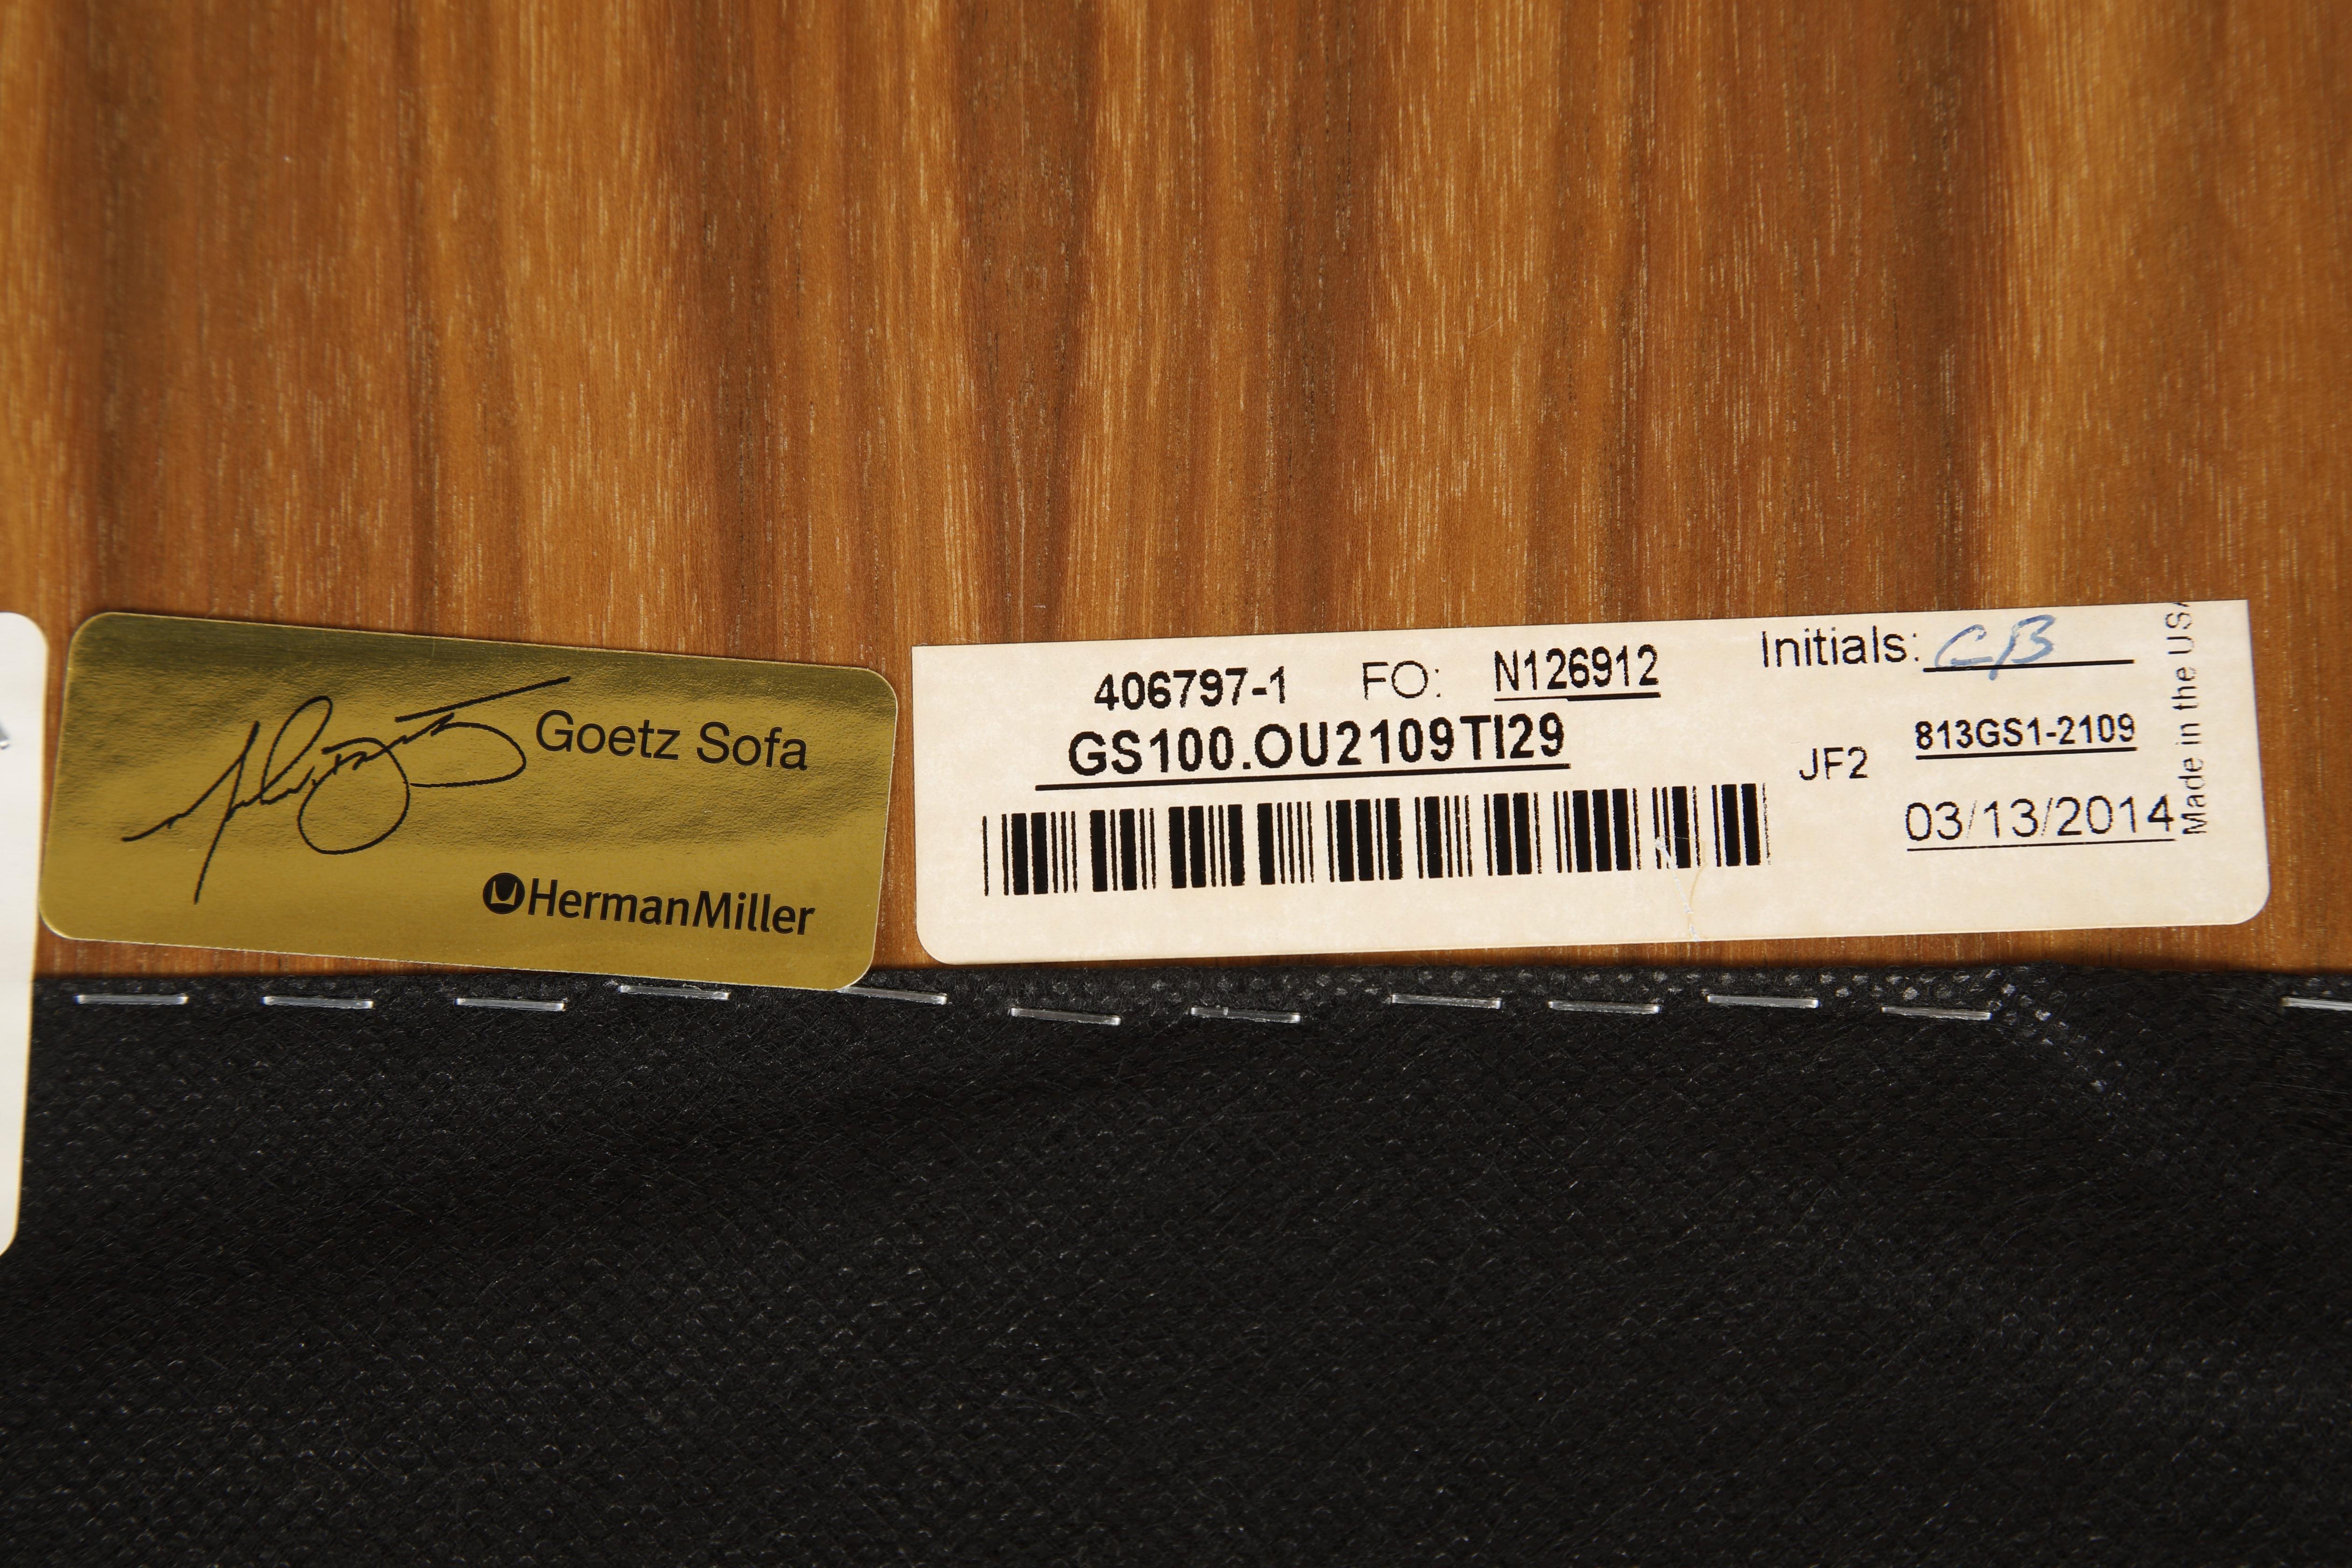 Goetz Sofa
HermanMiller
406797-1 FO: N126912 Initials: CB
GS100.OU2109TI29
JF2 813GS1-2109
03/13/2014
Made in the USA